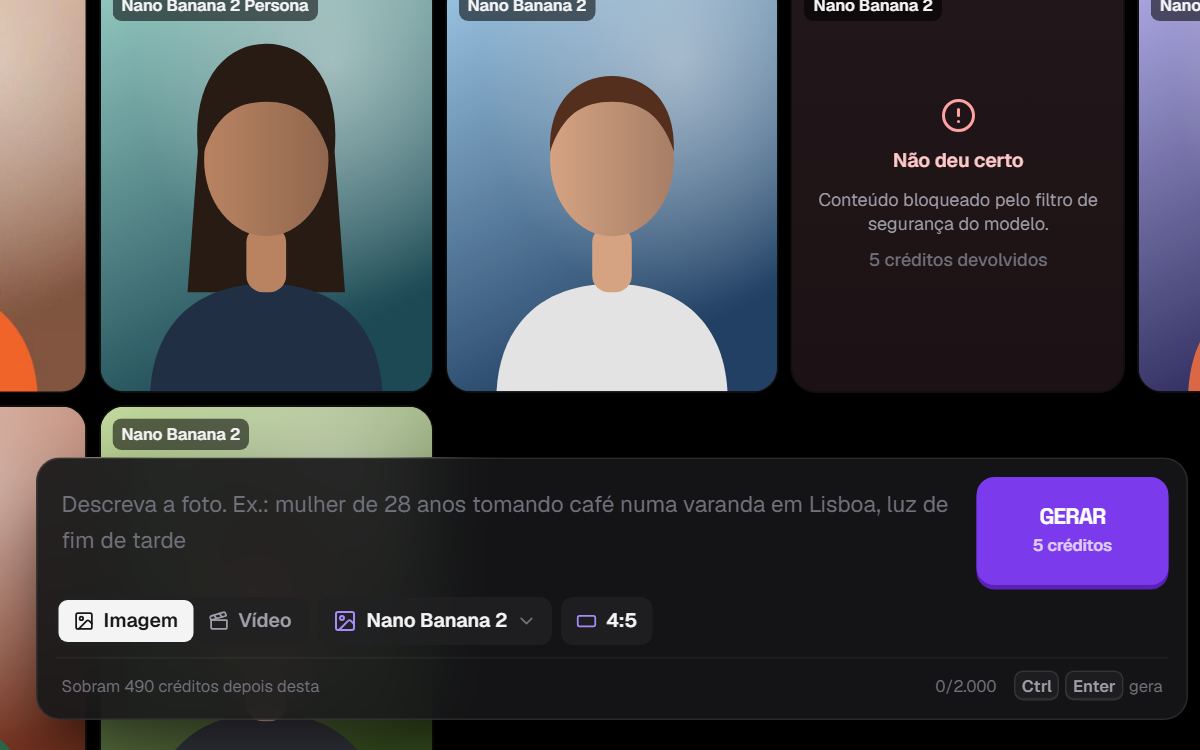 Nano Banana 2 Persona
Nano Banana 2
Nano Banana 2
Nano
Não deu certo
Conteúdo bloqueado pelo filtro de
segurança do modelo.
5 créditos devolvidos
Nano Banana 2
Descreva a foto. Ex.: mulher de 28 anos tomando café numa varanda em Lisboa, luz de
fim de tarde
GERAR
5 créditos
Imagem
Vídeo
Nano Banana 2
4:5
Sobram 490 créditos depois desta
0/2.000
Ctrl Enter gera